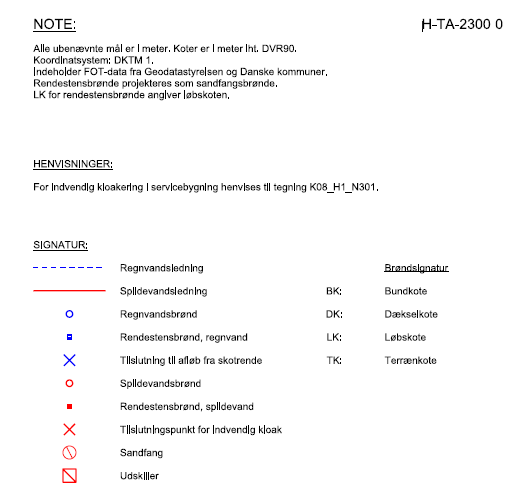 NOTE:
H-TA-2300 0
Alle ubenævnte mål er i meter. Koter er i meter iht. DVR90.
Koordinatsystem: DKTM 1.
Indeholder FOT-data fra Geodatastyrelsen og Danske kommuner.
Rendestensbrønde projekteres som sandfangsbrønde.
LK for rendestensbrønde angiver løbskoten.
HENVISNINGER:
For indvendig kloakering i servicebygning henvises til tegning K08_H1_N301.
SIGNATUR:
Regnvandsledning Brøndsignatur
Spildevandsledning BK: Bundkote
Regnvandsbrønd DK: Dækselkote
Rendestensbrønd, regnvand LK: Løbskote
Tilslutning til afløb fra skotrende TK: Terrænkote
Spildevandsbrønd
Rendestensbrønd, spildevand
Tilslutningspunkt for indvendig kloak
Sandfang
Udskiller